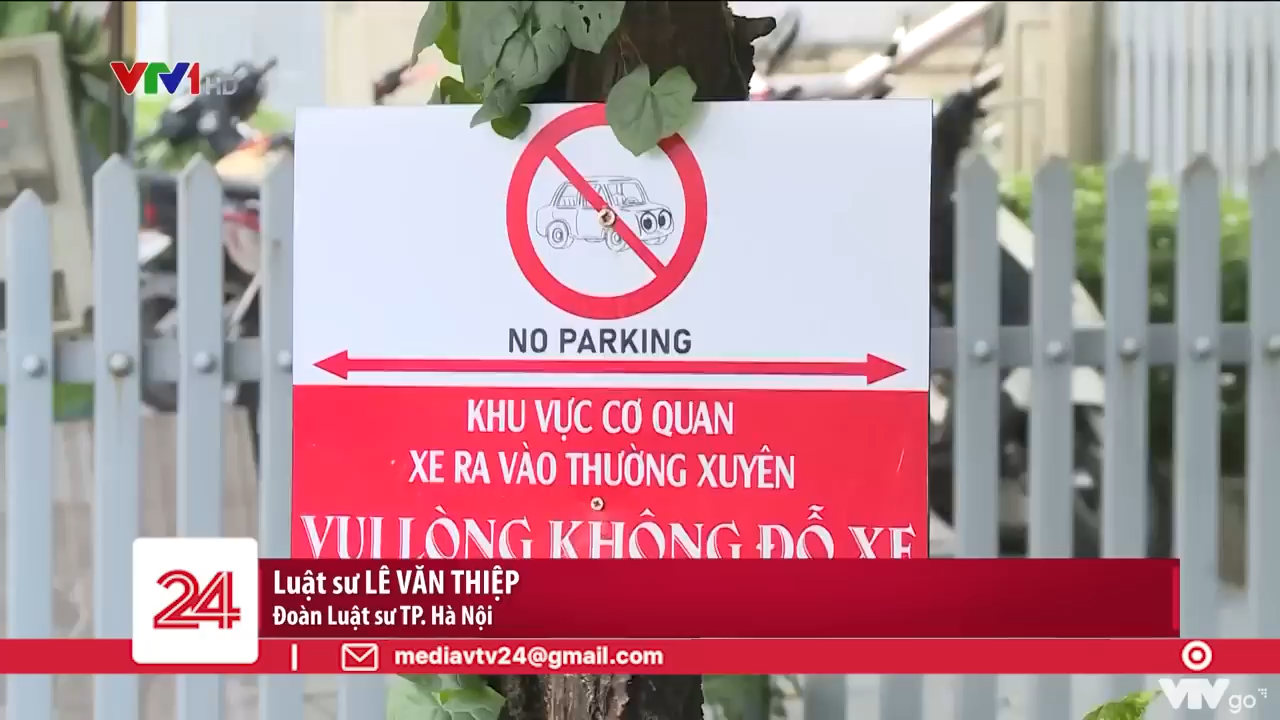 VTV1 HD
NO PARKING
KHU VỰC CƠ QUAN
XE RA VÀO THƯỜNG XUYÊN
VUI LÒNG KHÔNG ĐỖ XE
24
Luật sư LÊ VĂN THIỆP
Đoàn Luật sư TP. Hà Nội
mediavtv24@gmail.com
VTV go